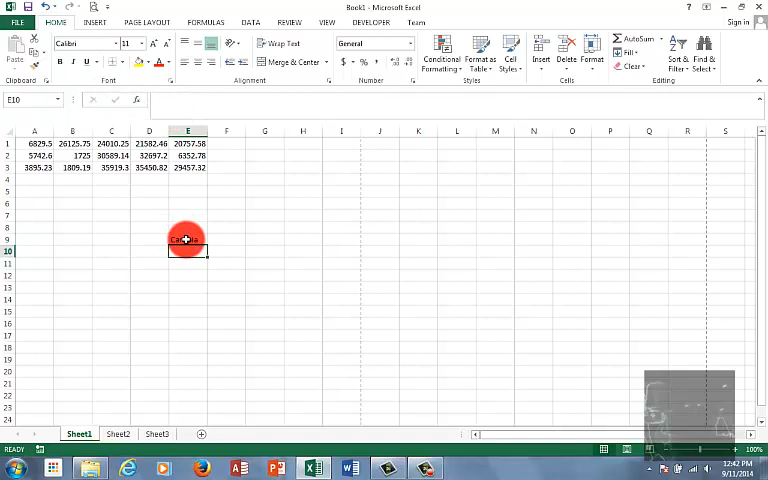 Book1 - Microsoft Excel
FILE HOME INSERT PAGE LAYOUT FORMULAS DATA REVIEW VIEW DEVELOPER Team Sign in
Paste Calibri 11 Wrap Text General Conditional Formatting Format as Table Cell Styles Insert Delete Format AutoSum Sort & Filter Find & Select
B I U A Merge & Center $ % , Fill Clear
Clipboard Font Alignment Number Styles Cells Editing
E10 fx
A B C D E F G H I J K L M N O P Q R S
1 6829.5 26125.75 24010.25 21582.46 20757.58
2 5742.6 1725 30589.14 32697.2 6352.78
3 3895.23 1809.19 35919.3 35450.82 29457.32
4
5
6
7
8
9
10
11
12
13
14
15
16
17
18
19
20
21
22
23
24
Sheet1 Sheet2 Sheet3
READY 100%
12:42 PM
9/11/2014